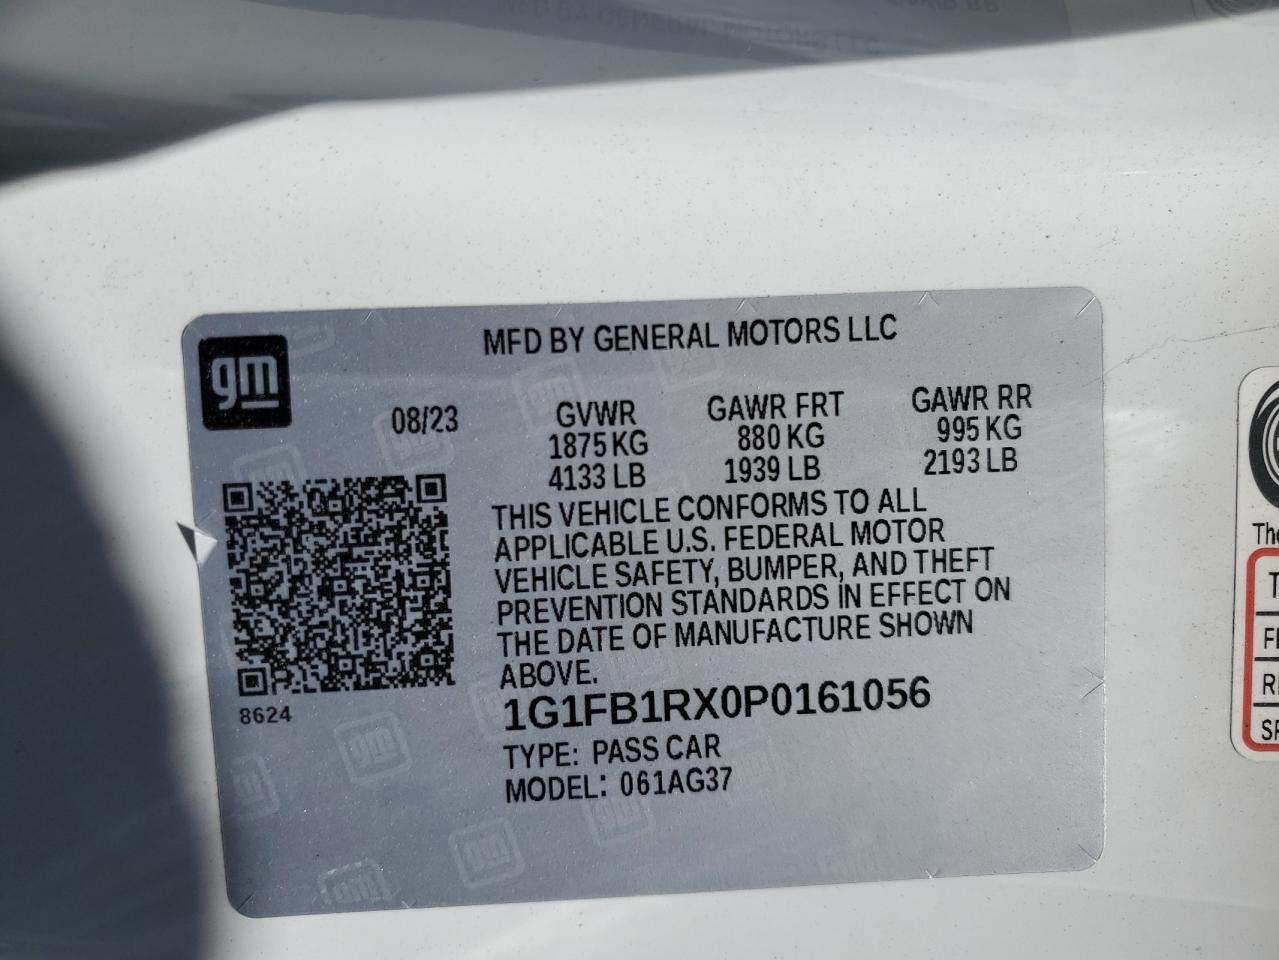 gm
MFD BY GENERAL MOTORS LLC
08/23
GVWR GAWR FRT GAWR RR
1875 KG 880 KG 995 KG
4133 LB 1939 LB 2193 LB
THIS VEHICLE CONFORMS TO ALL
APPLICABLE U.S. FEDERAL MOTOR
VEHICLE SAFETY, BUMPER, AND THEFT
PREVENTION STANDARDS IN EFFECT ON
THE DATE OF MANUFACTURE SHOWN
ABOVE.
8624
1G1FB1RX0P0161056
TYPE: PASS CAR
MODEL: 061AG37